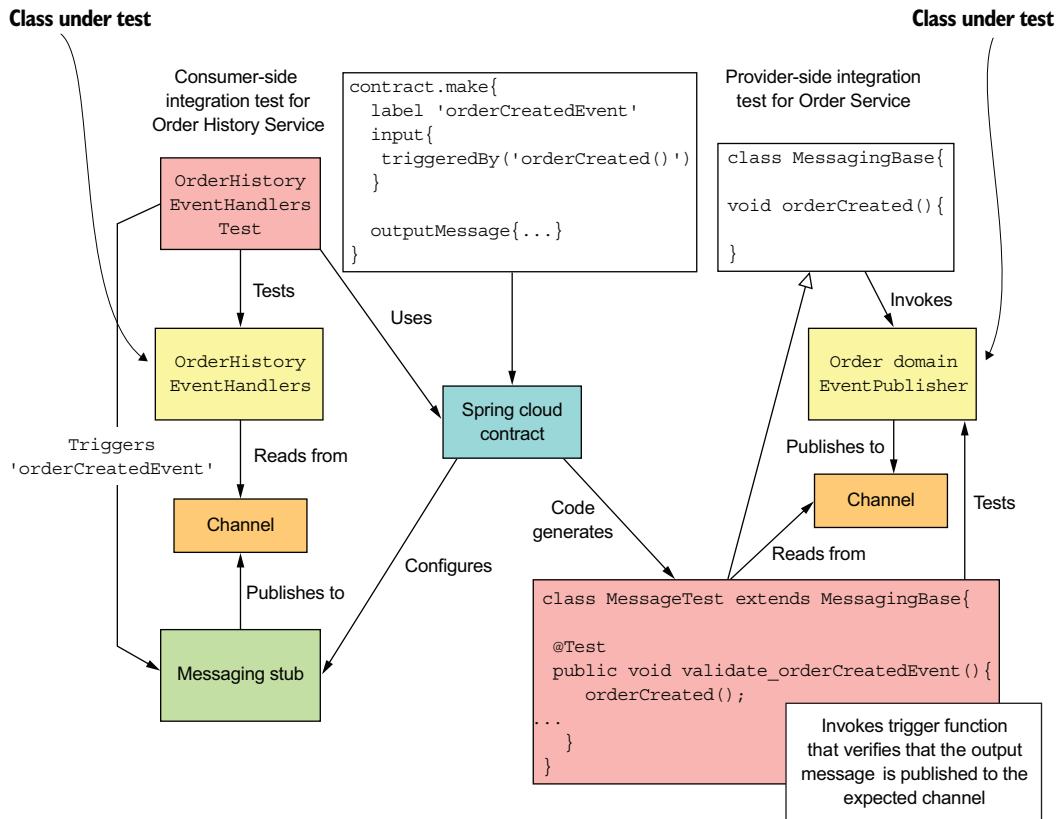 Class under test
Class under test
Consumer-side
integration test for
Order History Service
contract.make{
label 'orderCreatedEvent'
input{
triggeredBy('orderCreated()')
}
outputMessage{...}
}
Provider-side integration
test for Order Service
class MessagingBase{
void orderCreated(){
}
OrderHistory
EventHandlers
Test
Tests
Uses
Invokes
OrderHistory
EventHandlers
Order domain
EventPublisher
Spring cloud
contract
Triggers
'orderCreatedEvent'
Reads from
Publishes to
Channel
Channel
Code
generates
Tests
Configures
Reads from
Publishes to
Messaging stub
class MessageTest extends MessagingBase{
@Test
public void validate_orderCreatedEvent(){
orderCreated();
...
}
}
Invokes trigger function
that verifies that the output
message is published to the
expected channel